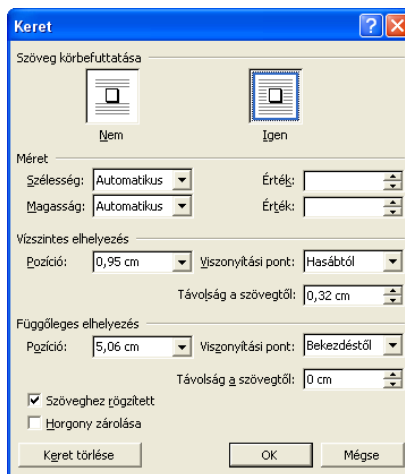 Keret
Szöveg körbefuttatása
Nem Igen
Méret
Szélesség: Automatikus Érték:
Magasság: Automatikus Érték:
Vízszintes elhelyezés
Pozíció: 0,95 cm Viszonyítási pont: Hasábtól
Távolság a szövegtől: 0,32 cm
Függőleges elhelyezés
Pozíció: 5,06 cm Viszonyítási pont: Bekezdéstől
Távolság a szövegtől: 0 cm
Szöveghez rögzített
Horgony zárolása
Keret törlése OK Mégse